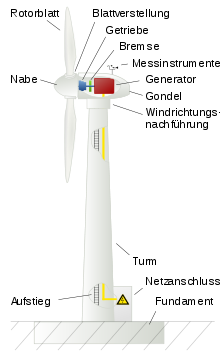 Rotorblatt
Blattverstellung
Getriebe
Bremse
Messinstrumente
Nabe
Generator
Gondel
Windrichtungs-
nachführung
Turm
Netzanschluss
Aufstieg
Fundament